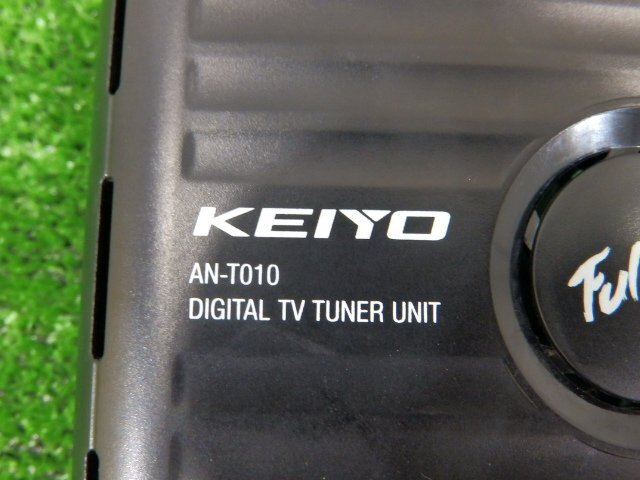 KEIYO
AN-T010
DIGITAL TV TUNER UNIT